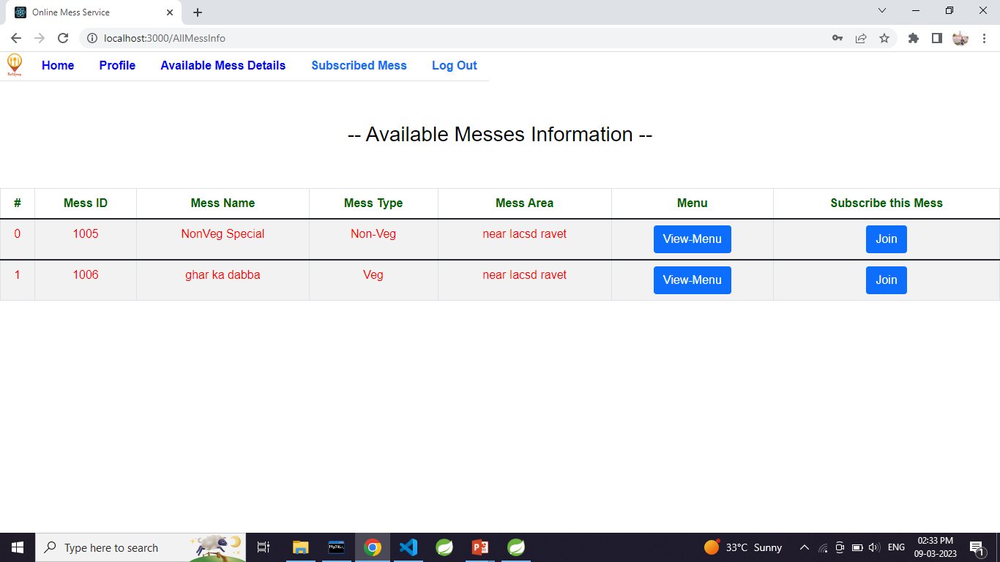 Online Mess Service
localhost:3000/AllMessInfo
Home Profile Available Mess Details Subscribed Mess Log Out
-- Available Messes Information --
# Mess ID Mess Name Mess Type Mess Area Menu Subscribe this Mess
0 1005 NonVeg Special Non-Veg near Iacsd ravet View-Menu Join
1 1006 ghar ka dabba Veg near Iacsd ravet View-Menu Join
Type here to search
33°C Sunny
ENG
02:33 PM
09-03-2023
1